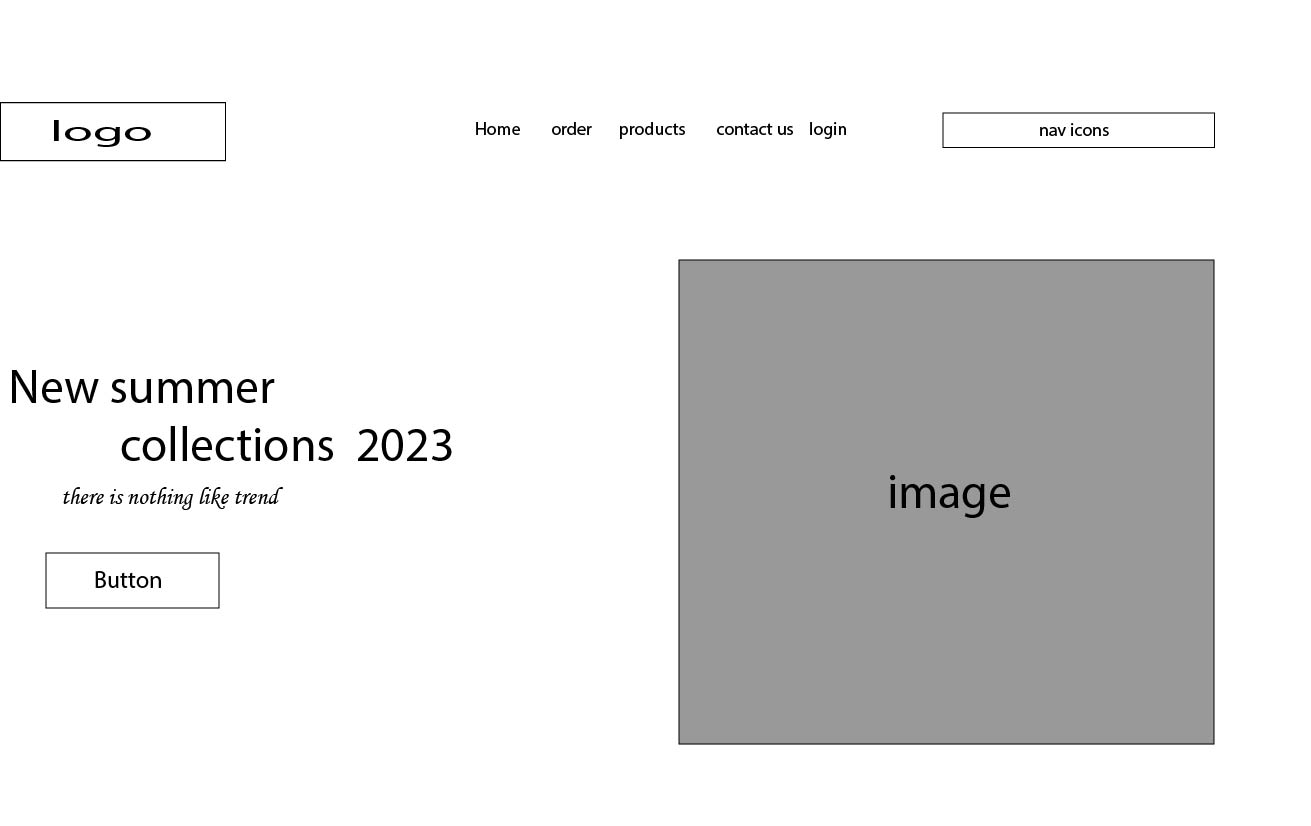 logo
Home order products contact us login
nav icons
New summer
collections 2023
there is nothing like trend
Button
image